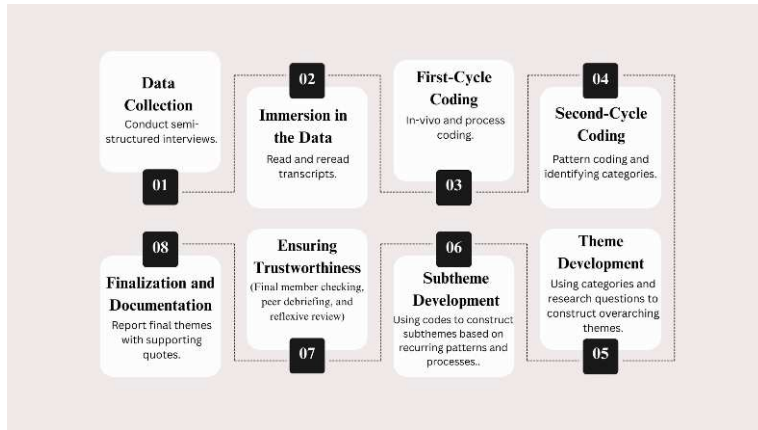 Data
Collection
Conduct semi-
structured interviews.
01
02
Immersion in
the Data
Read and reread
transcripts.
First-Cycle
Coding
In-vivo and process
coding.
03
04
Second-Cycle
Coding
Pattern coding and
identifying categories.
Theme
Development
Using categories and
research questions to
construct overarching
themes.
05
06
Subtheme
Development
Using codes to construct
subthemes based on
recurring patterns and
processes..
Ensuring
Trustworthiness
(Final member checking,
peer debriefing, and
reflexive review)
07
08
Finalization and
Documentation
Report final themes
with supporting
quotes.